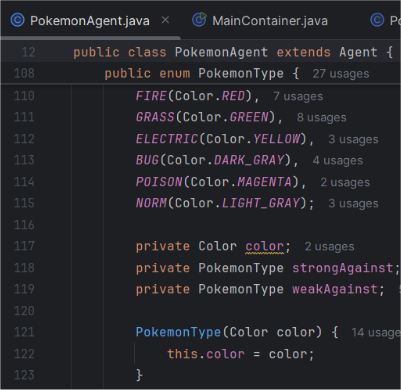 PokemonAgent.java × MainContainer.java
12 public class PokemonAgent extends Agent {
108 public enum PokemonType { 27 usages
110 FIRE(Color.RED), 7 usages
111 GRASS(Color.GREEN), 8 usages
112 ELECTRIC(Color.YELLOW), 3 usages
113 BUG(Color.DARK_GRAY), 4 usages
114 POISON(Color.MAGENTA), 2 usages
115 NORM(Color.LIGHT_GRAY); 3 usages
116
117 private Color color; 2 usages
118 private PokemonType strongAgainst;
119 private PokemonType weakAgainst;
120
121 PokemonType(Color color) { 14 usage
122 this.color = color;
123 }